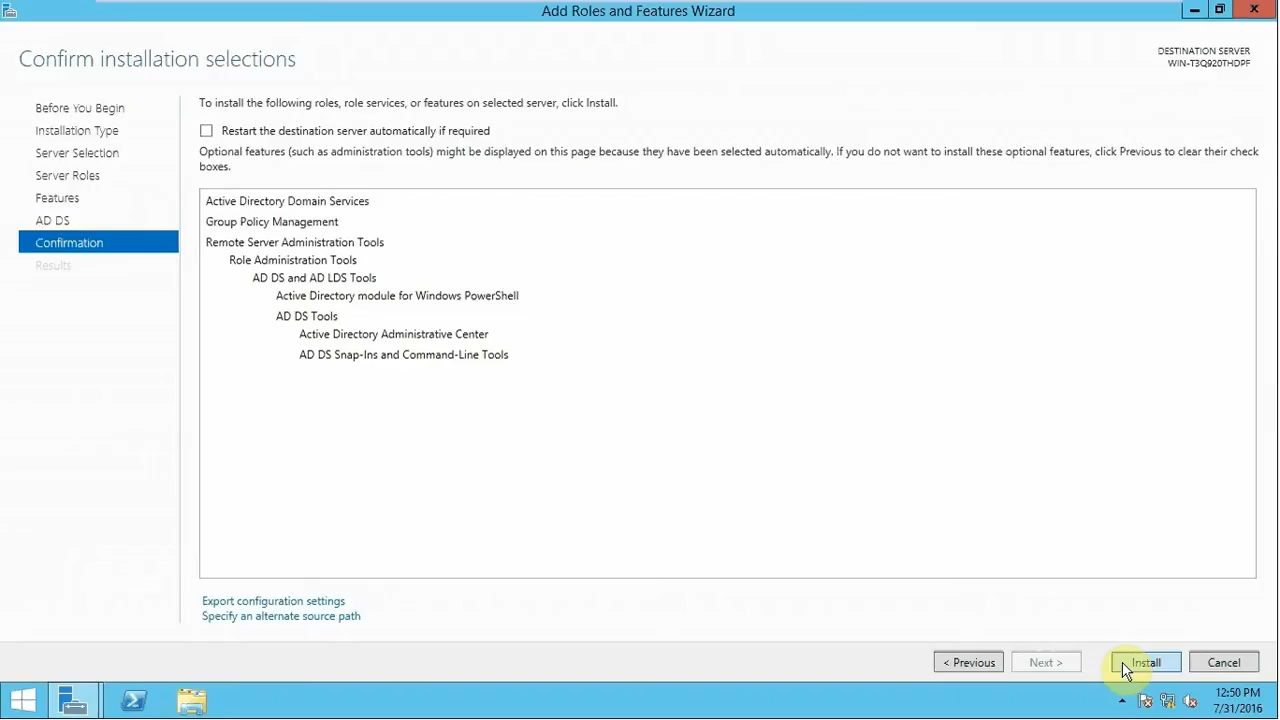 Add Roles and Features Wizard
Confirm installation selections
DESTINATION SERVER
WIN-T3Q920THDPF
Before You Begin
Installation Type
Server Selection
Server Roles
Features
AD DS
Confirmation
Results
To install the following roles, role services, or features on selected server, click Install.
Restart the destination server automatically if required
Optional features (such as administration tools) might be displayed on this page because they have been selected automatically. If you do not want to install these optional features, click Previous to clear their check
boxes.
Active Directory Domain Services
Group Policy Management
Remote Server Administration Tools
Role Administration Tools
AD DS and AD LDS Tools
Active Directory module for Windows PowerShell
AD DS Tools
Active Directory Administrative Center
AD DS Snap-Ins and Command-Line Tools
Export configuration settings
Specify an alternate source path
< Previous
Next >
Install
Cancel
12:50 PM
7/31/2016